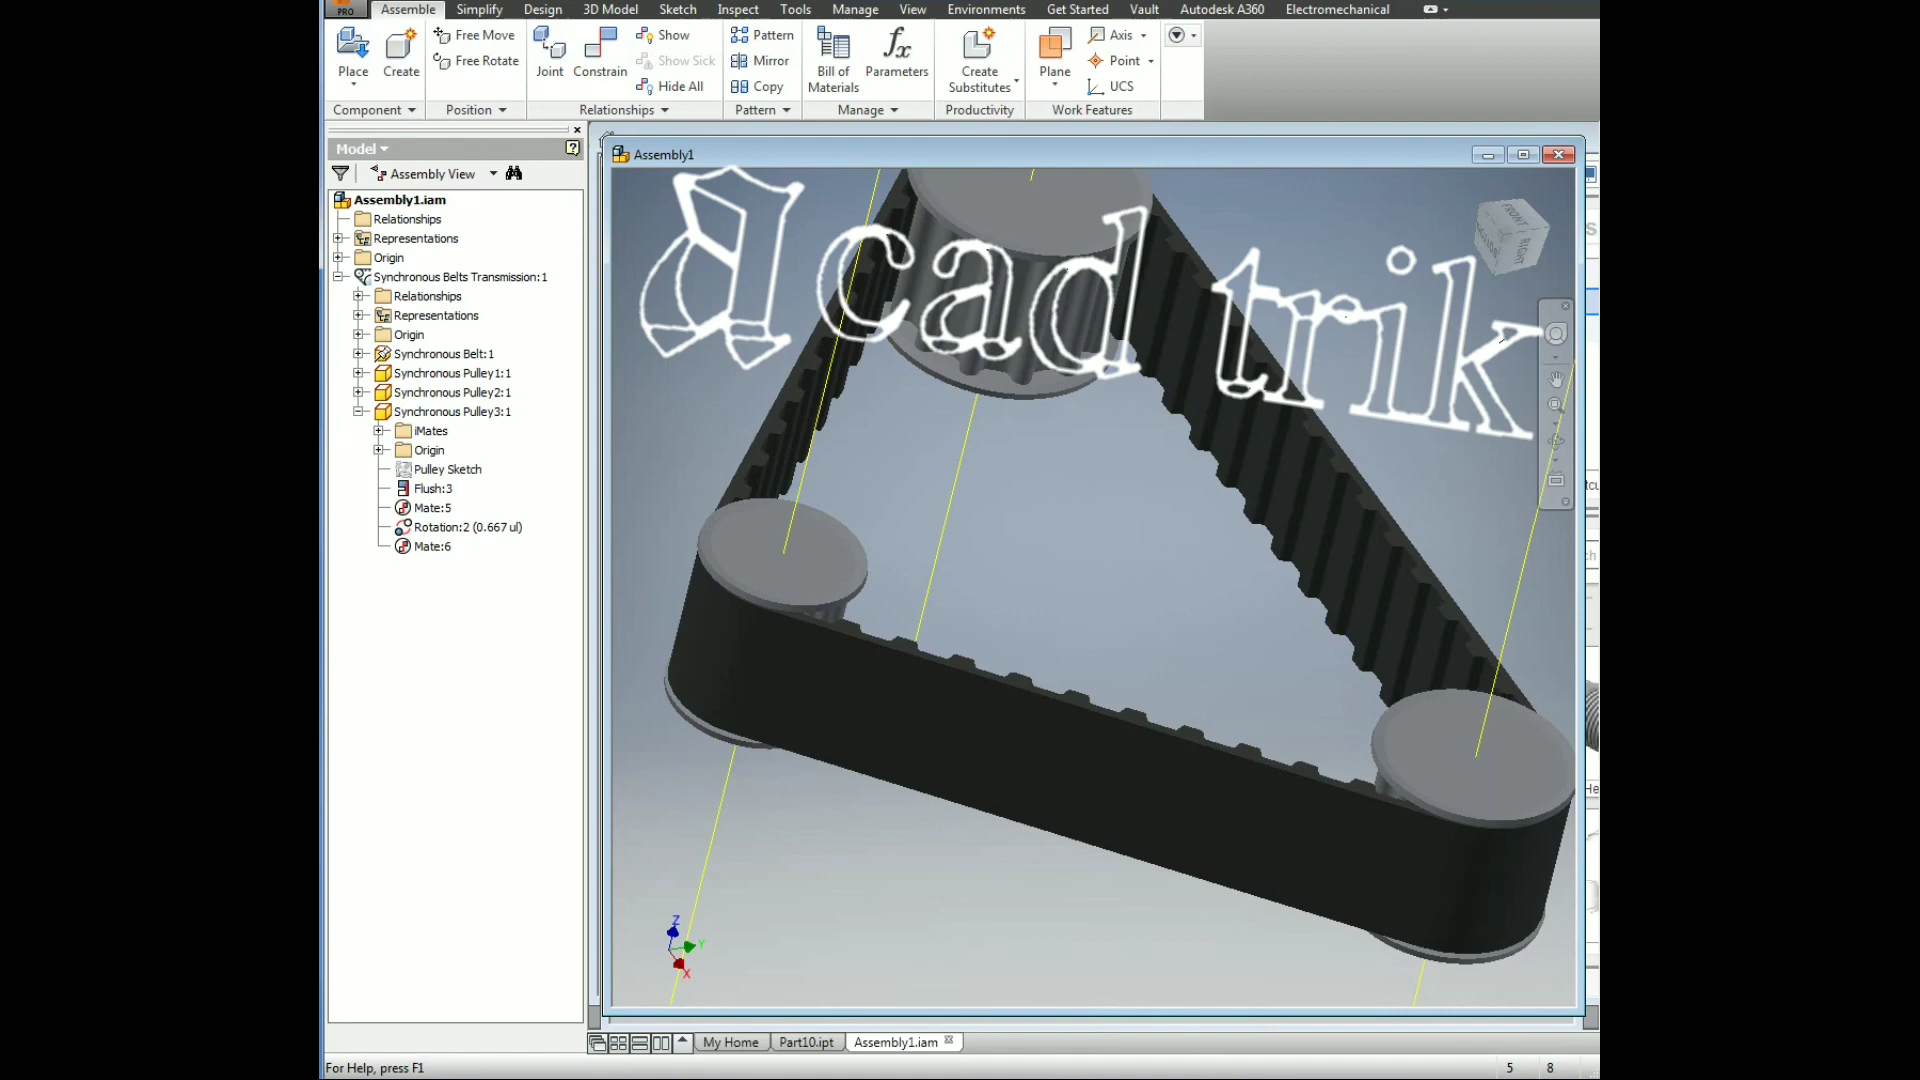 PRO Assemble Simplify Design 3D Model Sketch Inspect Tools Manage View Environments Get Started Vault Autodesk A360 Electromechanical
Place Create Free Move Free Rotate Joint Constrain Show Show Sick Hide All Pattern Mirror Copy Bill of Materials fx Parameters Create Substitutes Plane Axis Point UCS
Component Position Relationships Pattern Manage Productivity Work Features
Model
Assembly View
Assembly1.iam
Relationships
Representations
Origin
Synchronous Belts Transmission:1
Relationships
Representations
Origin
Synchronous Belt:1
Synchronous Pulley1:1
Synchronous Pulley2:1
Synchronous Pulley3:1
iMates
Origin
Pulley Sketch
Flush:3
Mate:5
Rotation:2 (0.667 ul)
Mate:6
Assembly1
cad trik
FRONT
RIGHT
Z
Y
X
My Home Part10.ipt Assembly1.iam
For Help, press F1 5 8